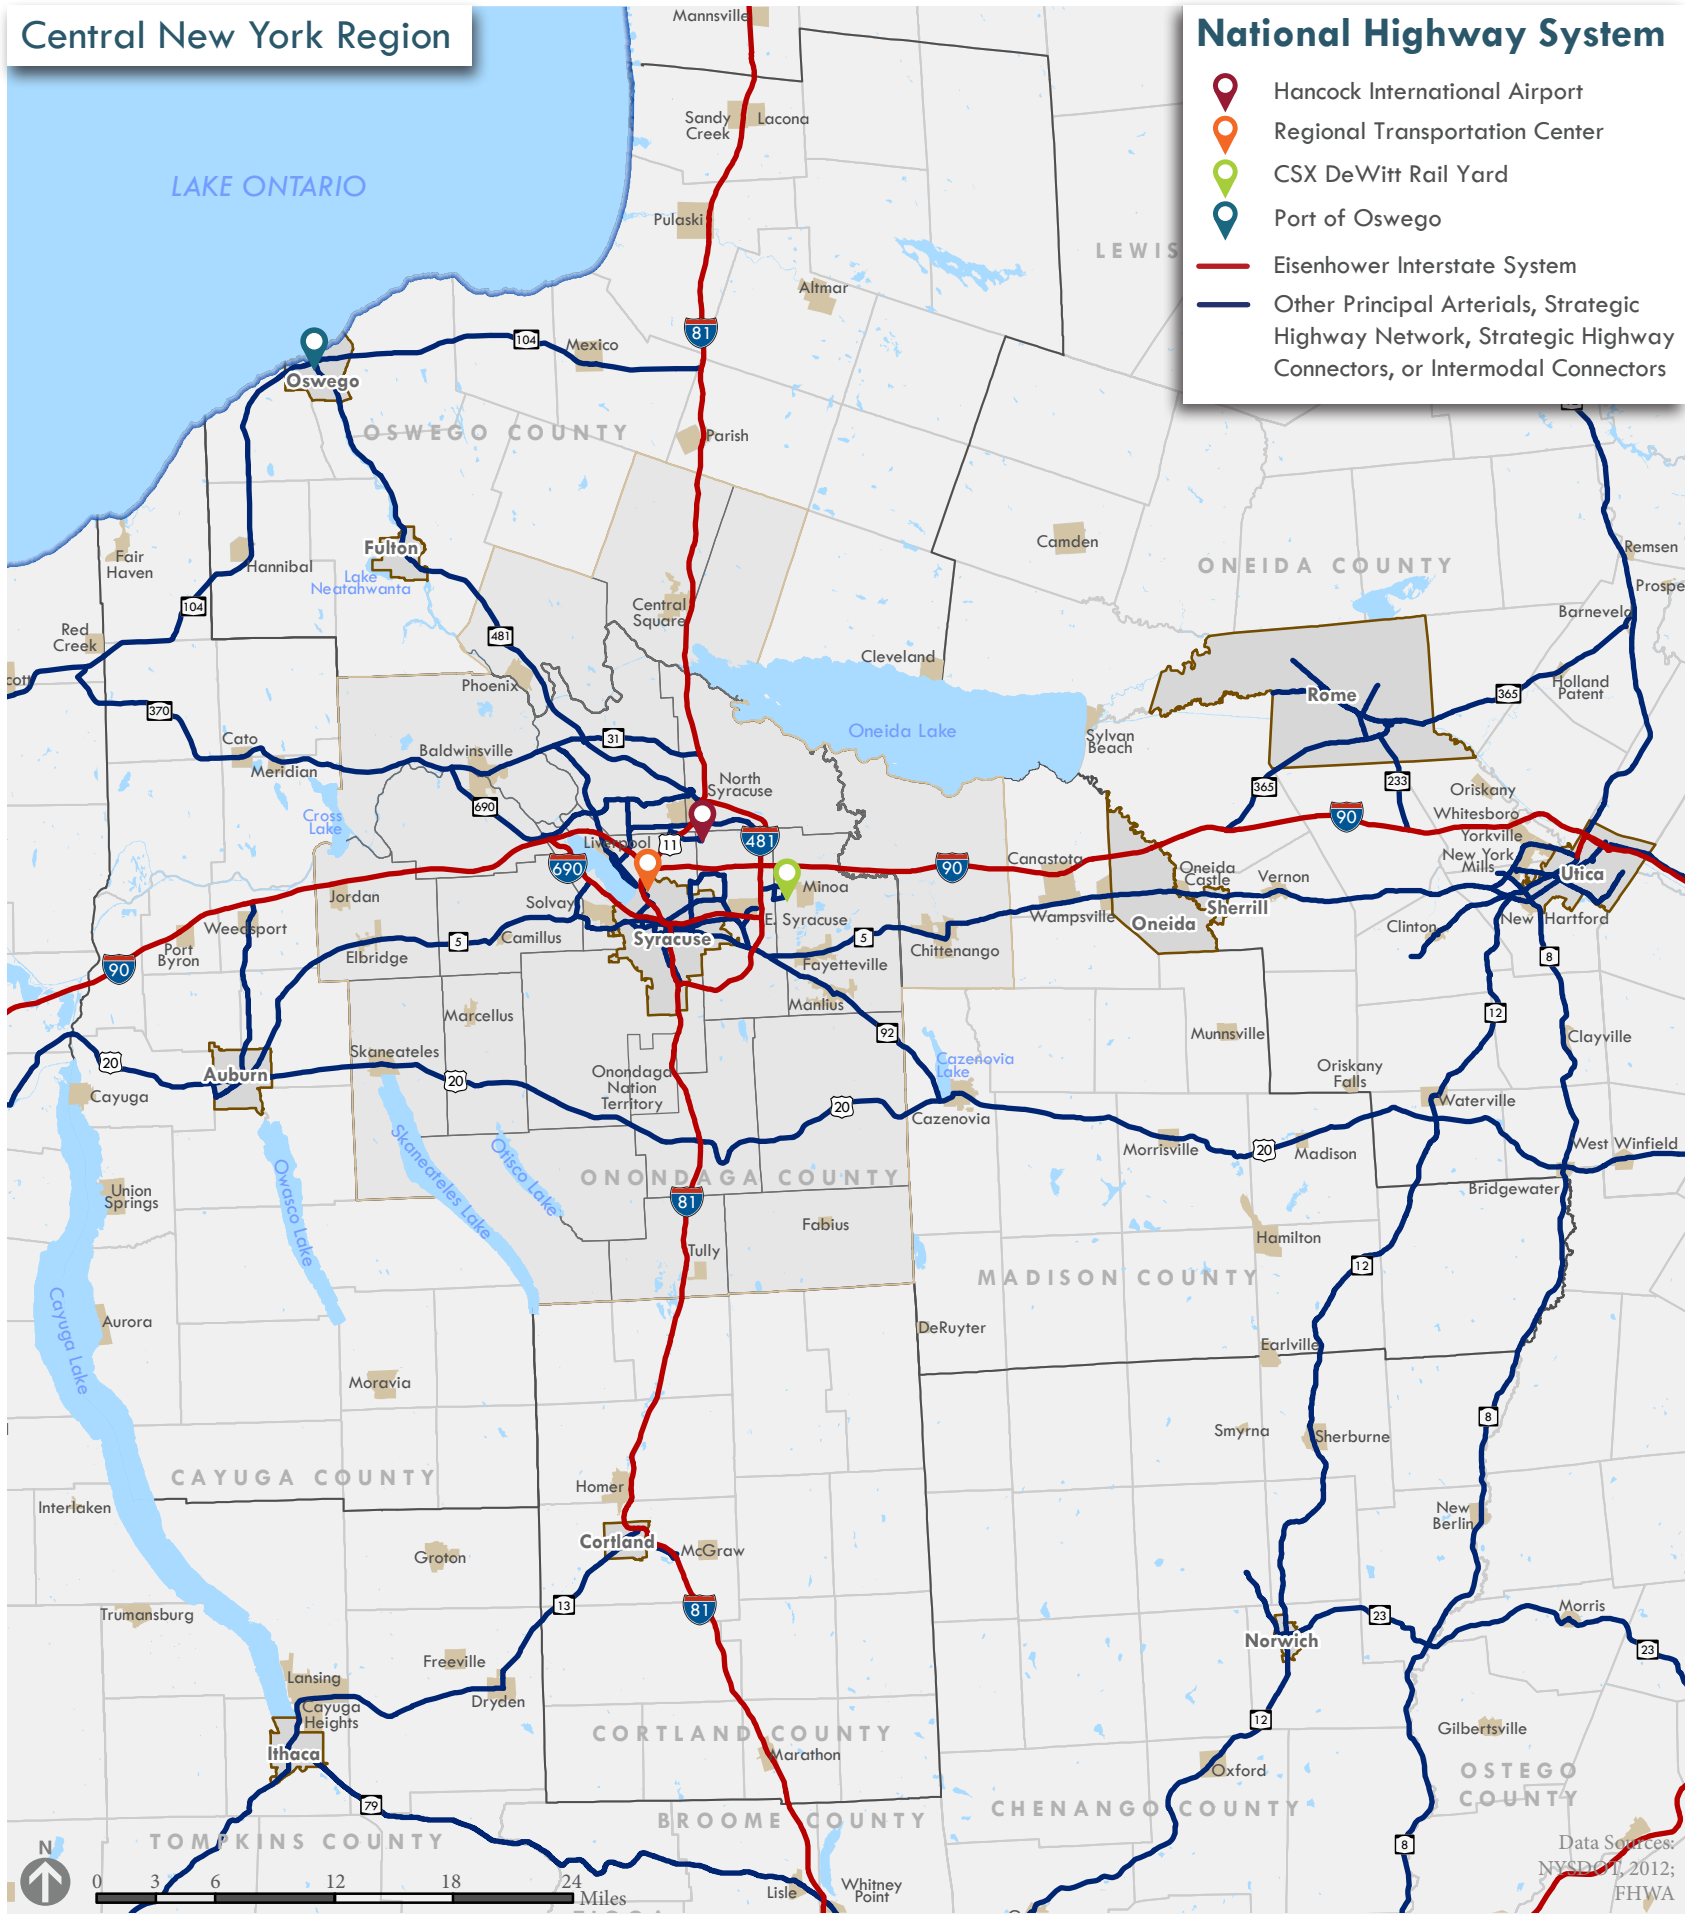 Central New York Region
National Highway System
Hancock International Airport
Regional Transportation Center
CSX DeWitt Rail Yard
Port of Oswego
Eisenhower Interstate System
Other Principal Arterials, Strategic
Highway Network, Strategic Highway
Connectors, or Intermodal Connectors
Mannsville
Sandy
Creek
Lacona
LAKE ONTARIO
Pulaski
LEWIS
Altmar
81
104
Mexico
Oswego
OSWEGO COUNTY
Parish
Fair
Haven
Hannibal
Fulton
Lake
Neatahwanta
Camden
ONEIDA COUNTY
Remsen
Prospe
Barneveld
104
Central
Square
Red
Creek
481
Cleveland
cott
Phoenix
Rome
365
Holland
Patent
370
31
Oneida Lake
Sylvan
Beach
Cato
Meridian
Baldwinsville
North
Syracuse
365
233
Oriskany
690
Whitesboro
90
Cross
Lake
Liverpool
11
481
Yorkville
New York
Mills
690
90
Canastota
Oneida
Castle
Vernon
Utica
Minoa
Jordan
Solvay
E. Syracuse
Wampsville
Sherrill
Oneida
New Hartford
Weedsport
Clinton
5
Camillus
Syracuse
5
Chittenango
Port
Byron
Elbridge
Fayetteville
8
90
Manlius
Marcellus
12
92
Munnsville
Clayville
Skaneateles
20
Auburn
20
Onondaga
Nation
Territory
Cazenovia
Lake
Oriskany
Falls
Cayuga
20
Cazenovia
Waterville
Morrisville
20
Madison
West Winfield
Skaneateles Lake
Otisco Lake
Owasco Lake
ONONDAGA COUNTY
Union
Springs
81
Bridgewater
Fabius
Hamilton
Tully
12
MADISON COUNTY
Cayuga Lake
Aurora
DeRuyter
Earlville
Moravia
8
Smyrna
Sherburne
CAYUGA COUNTY
Homer
Interlaken
New
Berlin
Cortland
McGraw
Groton
13
81
Trumansburg
23
Morris
Norwich
23
Freeville
Lansing
Dryden
Cayuga
Heights
12
Gilbertsville
CORTLAND COUNTY
Ithaca
Marathon
Oxford
OSTEGO
COUNTY
79
CHENANGO COUNTY
BROOME COUNTY
TOMPKINS COUNTY
8
Data Sources:
NYSDOT, 2012;
FHWA
N
0 3 6 12 18 24
Miles
Lisle
Whitney
Point